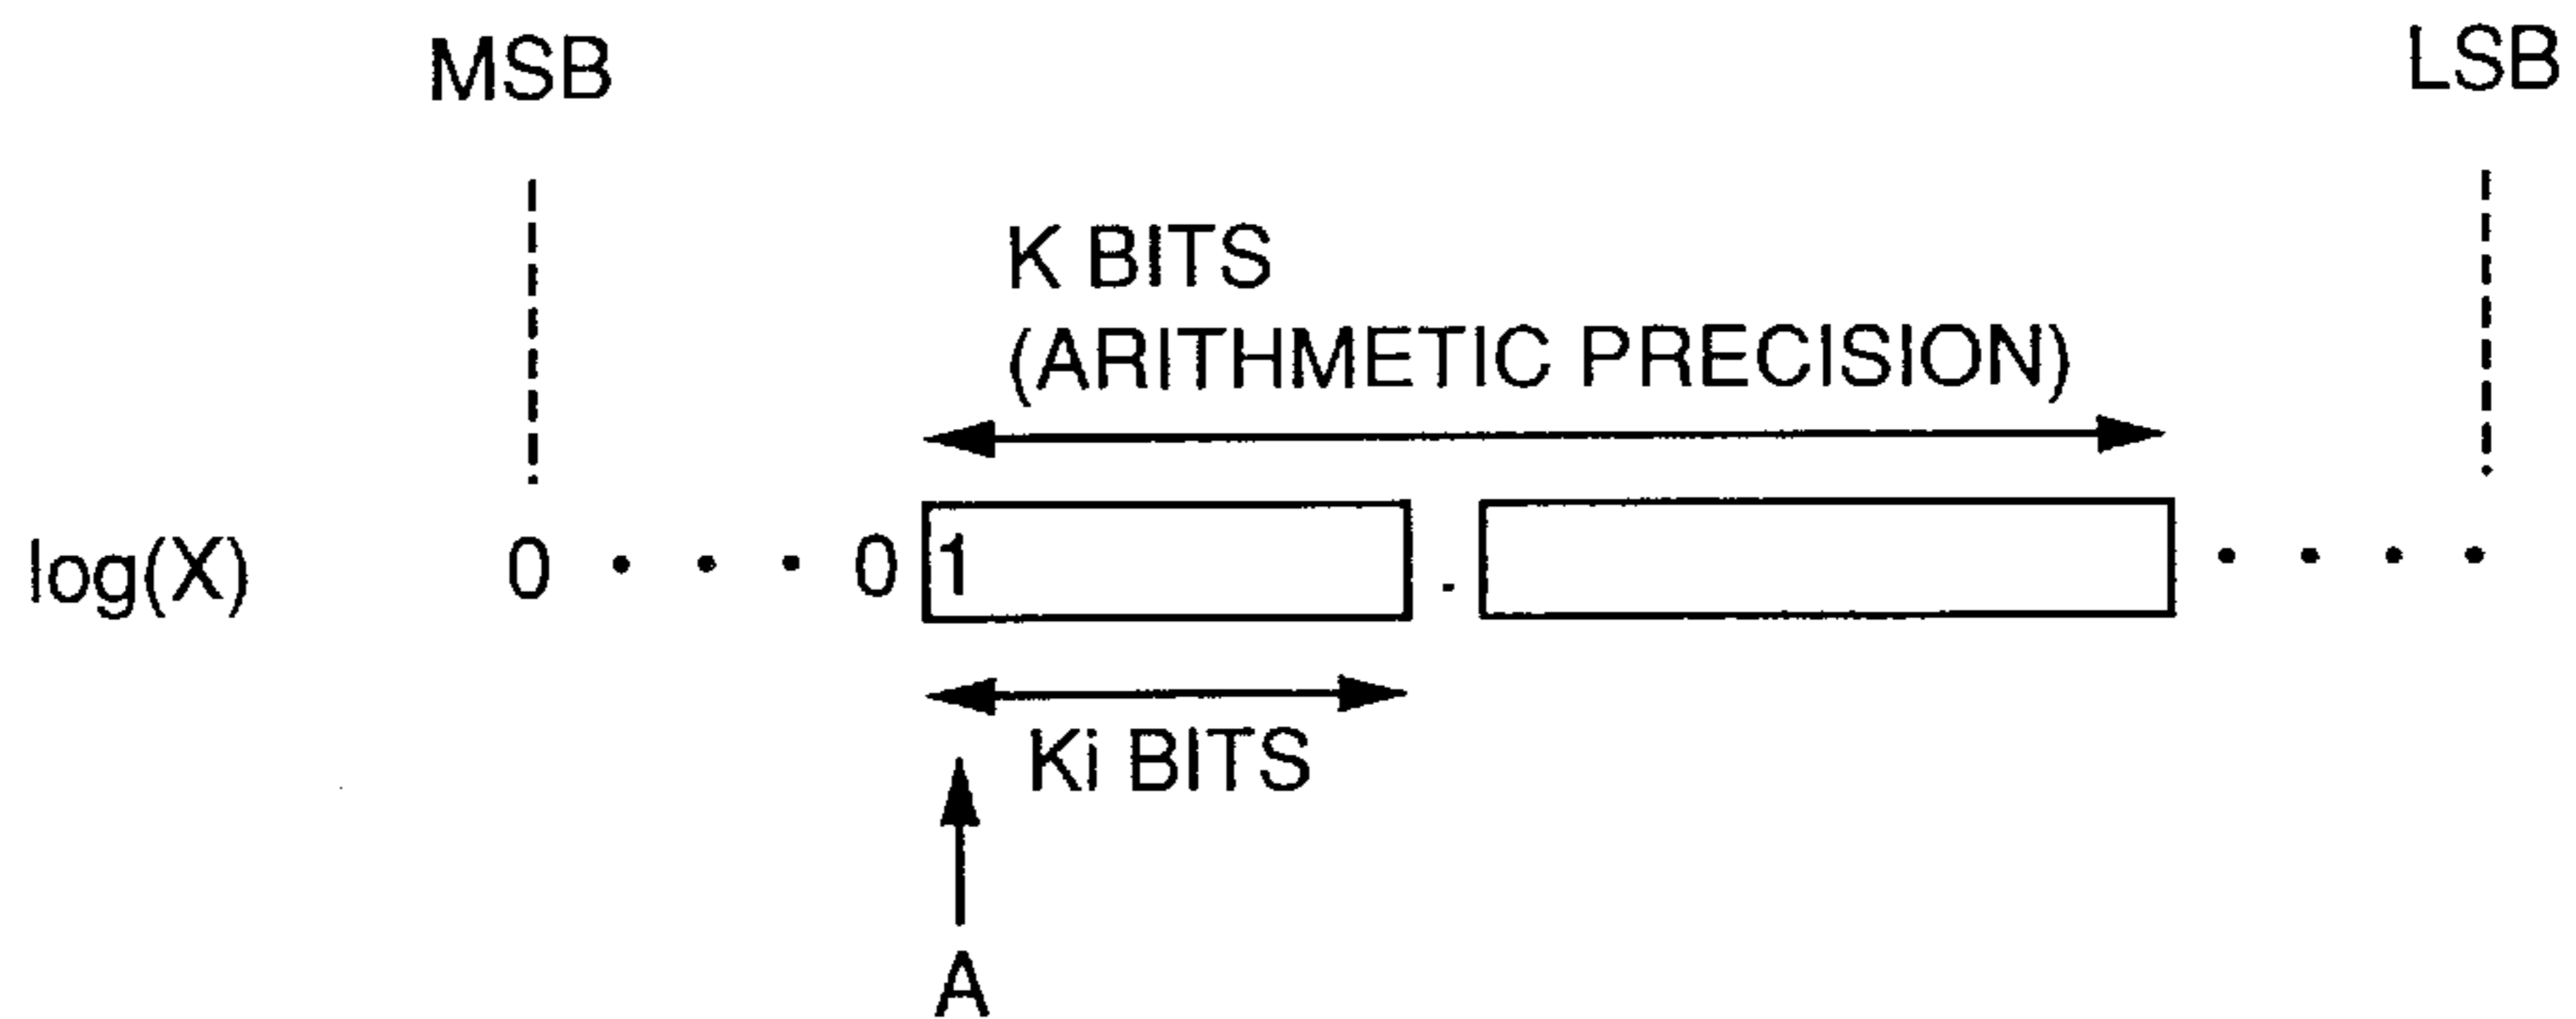 MSB LSB
K BITS
(ARITHMETIC PRECISION)
log(X) 0 · · · 0 1 . · · · ·
Ki BITS
A